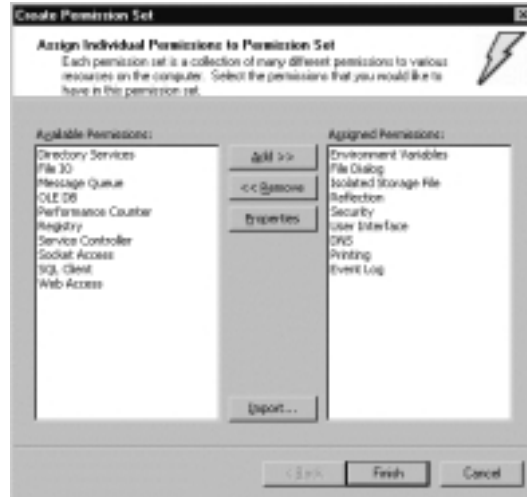 Create Permission Set
Assign Individual Permissions to Permission Set
Each permission set is a collection of many different permissions to various
resources on the computer. Select the permissions that you would like to
have in this permission set.
Available Permissions:
Directory Services
File IO
Message Queue
OLE DB
Performance Counter
Registry
Service Controller
Socket Access
SQL Client
Web Access
Add >>
<< Remove
Properties
Import...
Assigned Permissions:
Environment Variables
File Dialog
Isolated Storage File
Reflection
Security
User Interface
DNS
Printing
Event Log
< Back
Finish
Cancel